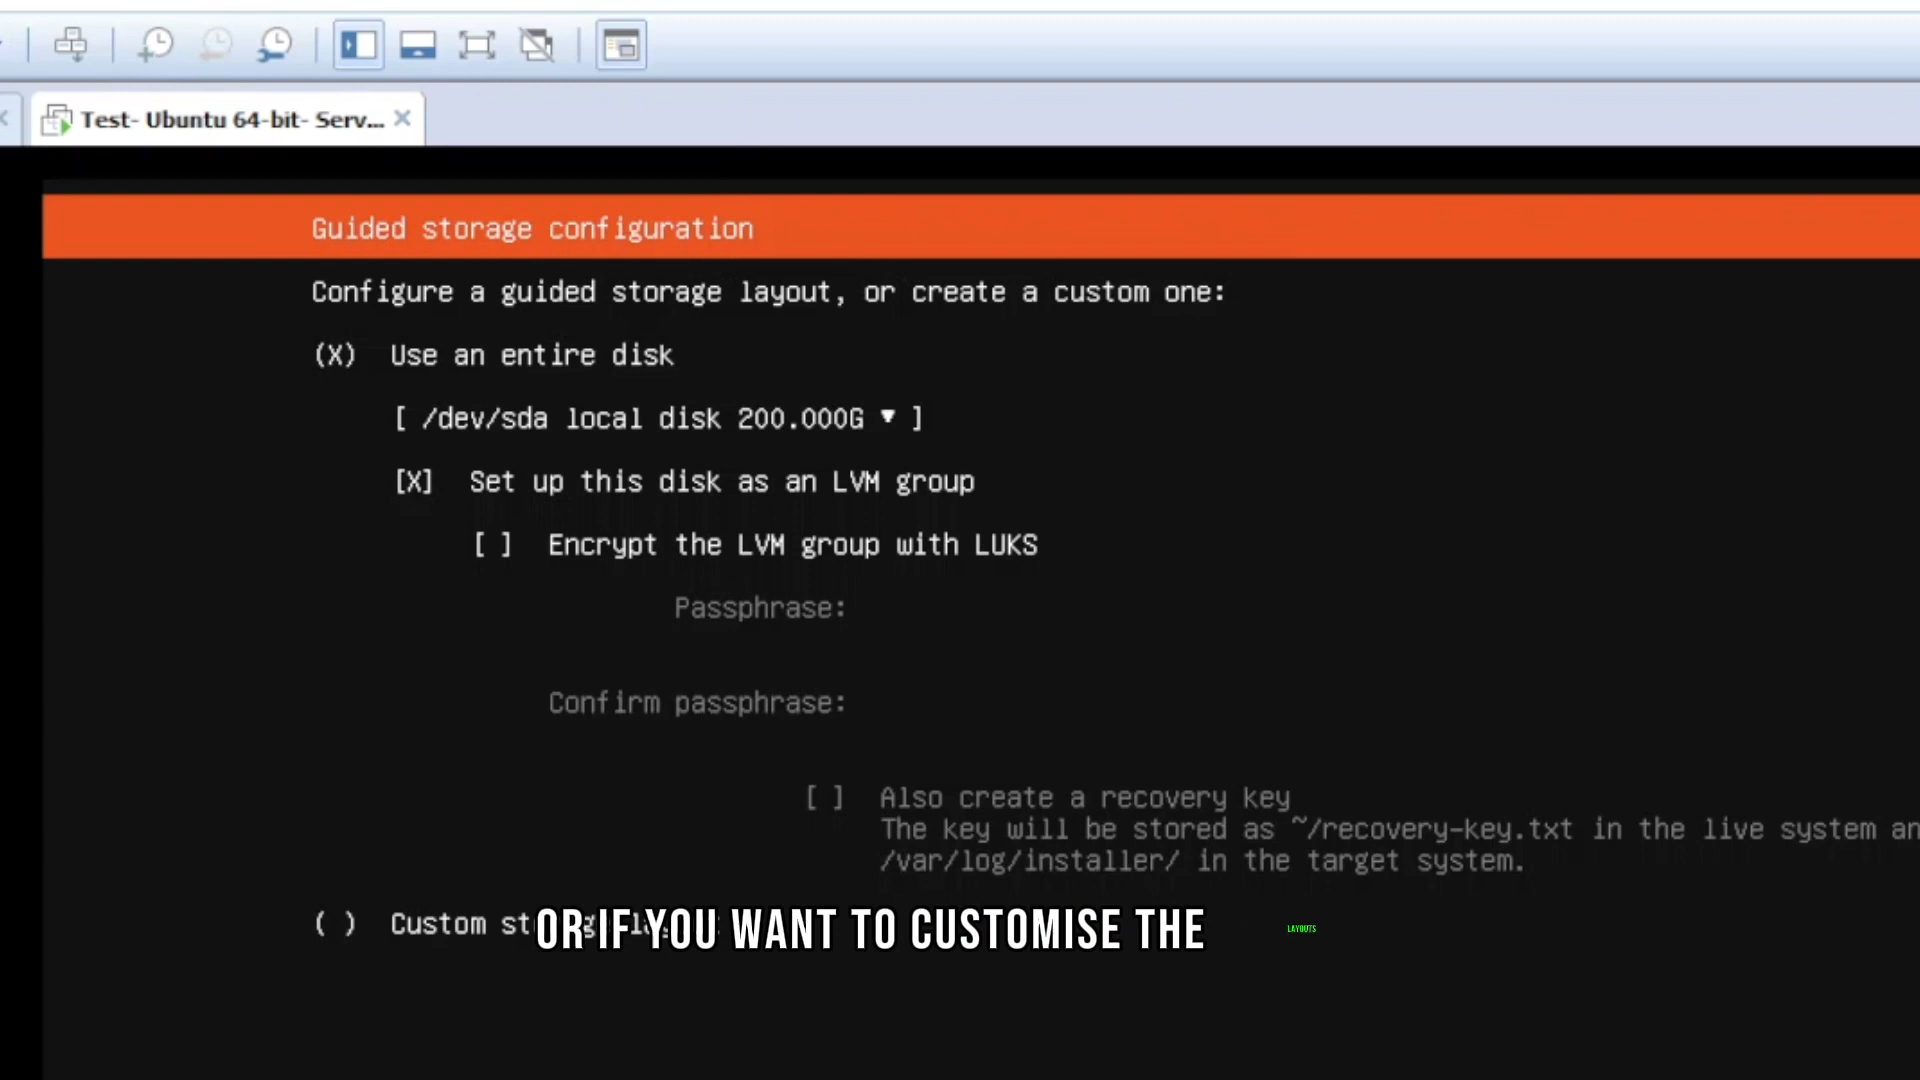 Test- Ubuntu 64-bit- Serv...
Guided storage configuration
Configure a guided storage layout, or create a custom one:
(X) Use an entire disk
[ /dev/sda local disk 200.000G ▾ ]
[X] Set up this disk as an LVM group
[ ] Encrypt the LVM group with LUKS
Passphrase:
Confirm passphrase:
[ ] Also create a recovery key
The key will be stored as ~/recovery-key.txt in the live system an
/var/log/installer/ in the target system.
( ) Custom
OR IF YOU WANT TO CUSTOMISE THE LAYOUTS